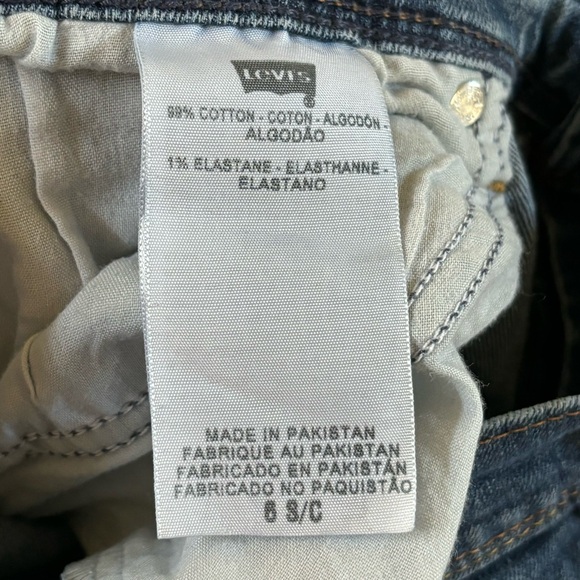 Levi's
®
99% COTTON - COTON - ALGODÓN -
ALGODÃO
1% ELASTANE - ELASTHANNE -
ELASTANO
MADE IN PAKISTAN
FABRIQUE AU PAKISTAN
FABRICADO EN PAKISTÁN
FABRICADO NO PAQUISTÃO
6 S/C